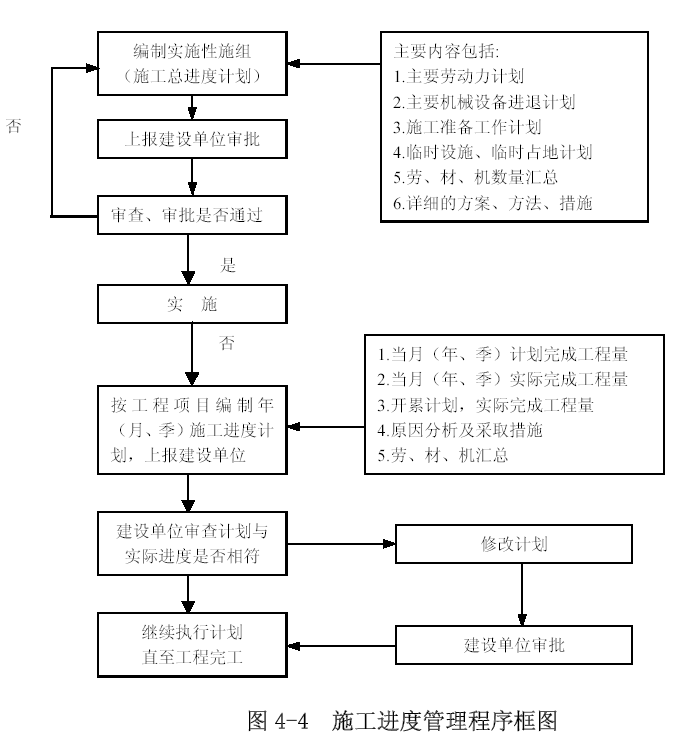 编制实施性施组
（施工总进度计划）
主要内容包括:
1.主要劳动力计划
2.主要机械设备进退计划
3.施工准备工作计划
4.临时设施、临时占地计划
5.劳、材、机数量汇总
6.详细的方案、方法、措施
否
上报建设单位审批
审查、审批是否通过
是
实 施
否
1.当月（年、季）计划完成工程量
2.当月（年、季）实际完成工程量
3.开累计划，实际完成工程量
4.原因分析及采取措施
5.劳、材、机汇总
按工程项目编制年
（月、季）施工进度计
划，上报建设单位
建设单位审查计划与
实际进度是否相符
修改计划
继续执行计划
直至工程完工
建设单位审批
图 4-4 施工进度管理程序框图